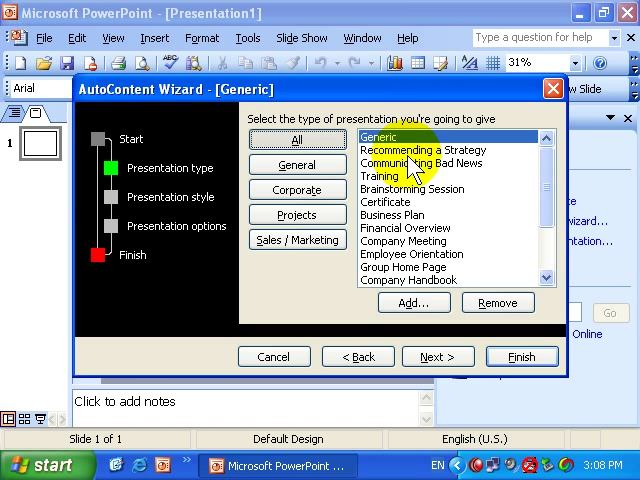 Microsoft PowerPoint - [Presentation1]
File Edit View Insert Format Tools Slide Show Window Help Type a question for help
31%
Arial
w Slide
AutoContent Wizard - [Generic]
Select the type of presentation you're going to give
Start
Presentation type
Presentation style
Presentation options
Finish
All
General
Corporate
Projects
Sales / Marketing
Generic
Recommending a Strategy
Communicating Bad News
Training
Brainstorming Session
Certificate
Business Plan
Financial Overview
Company Meeting
Employee Orientation
Group Home Page
Company Handbook
Add... Remove
Cancel < Back Next > Finish
1
izard...
ation...
Go
Online
Click to add notes
Slide 1 of 1 Default Design English (U.S.)
start Microsoft PowerPoint ... EN 3:08 PM